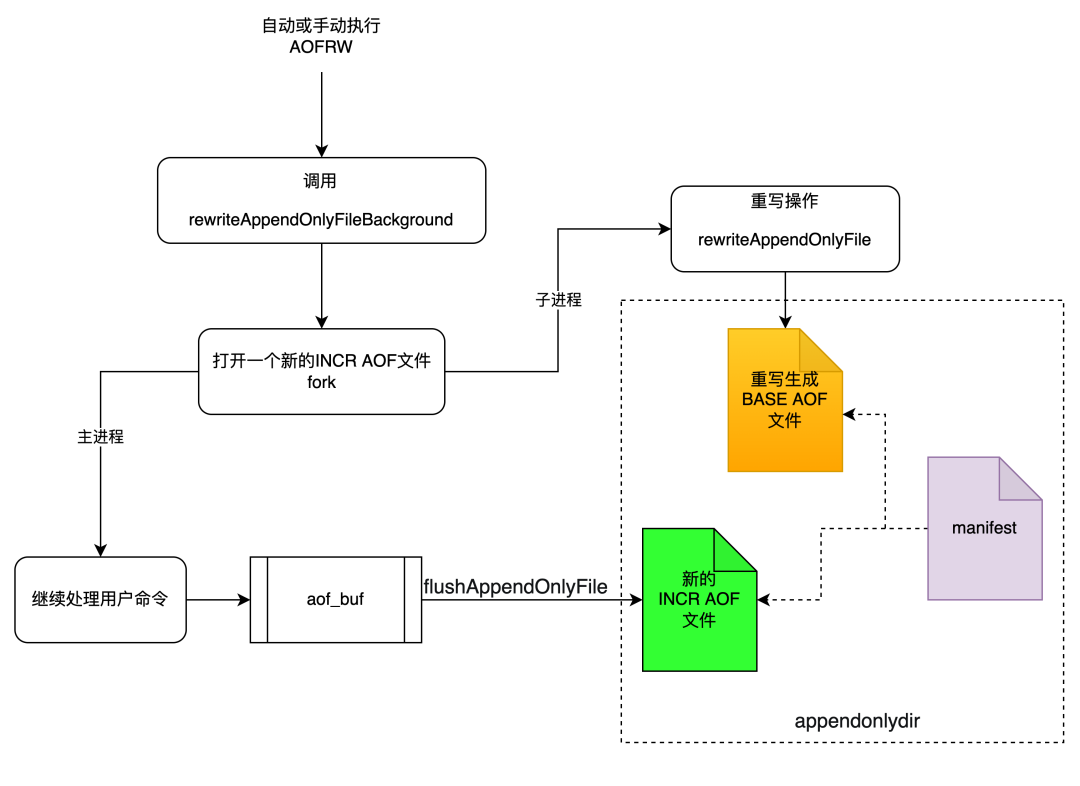 自动或手动执行
AOFRW
调用
rewriteAppendOnlyFileBackground
重写操作
rewriteAppendOnlyFile
子进程
打开一个新的INCR AOF文件
fork
重写生成
BASE AOF
文件
主进程
manifest
继续处理用户命令
aof_buf
flushAppendOnlyFile
新的
INCR AOF
文件
appendonlydir